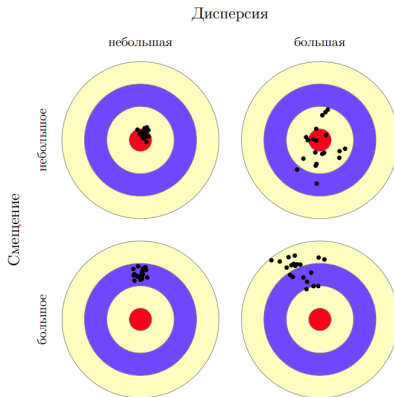 Дисперсия
небольшая
большая
Смещение
небольшое
большое